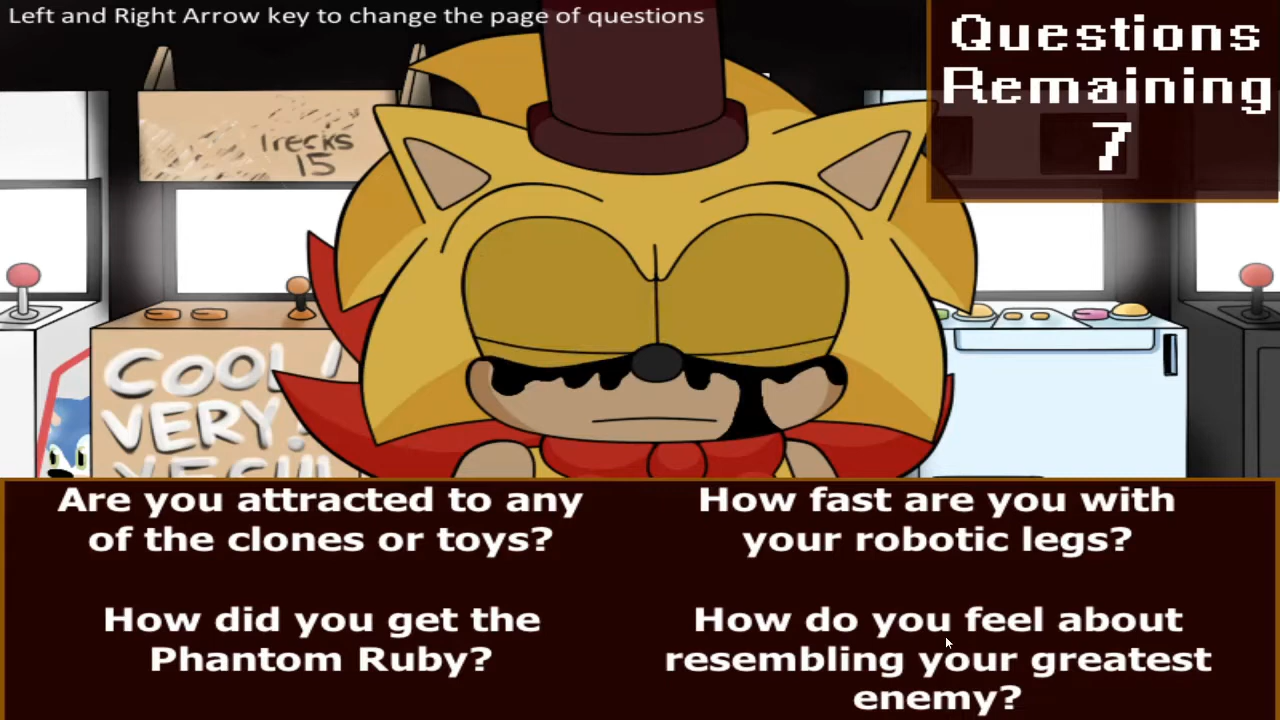 Left and Right Arrow key to change the page of questions
Questions
Remaining
7
Trecks
15
COOL!
VERY!
YES!!!
Are you attracted to any
of the clones or toys?
How fast are you with
your robotic legs?
How did you get the
Phantom Ruby?
How do you feel about
resembling your greatest
enemy?